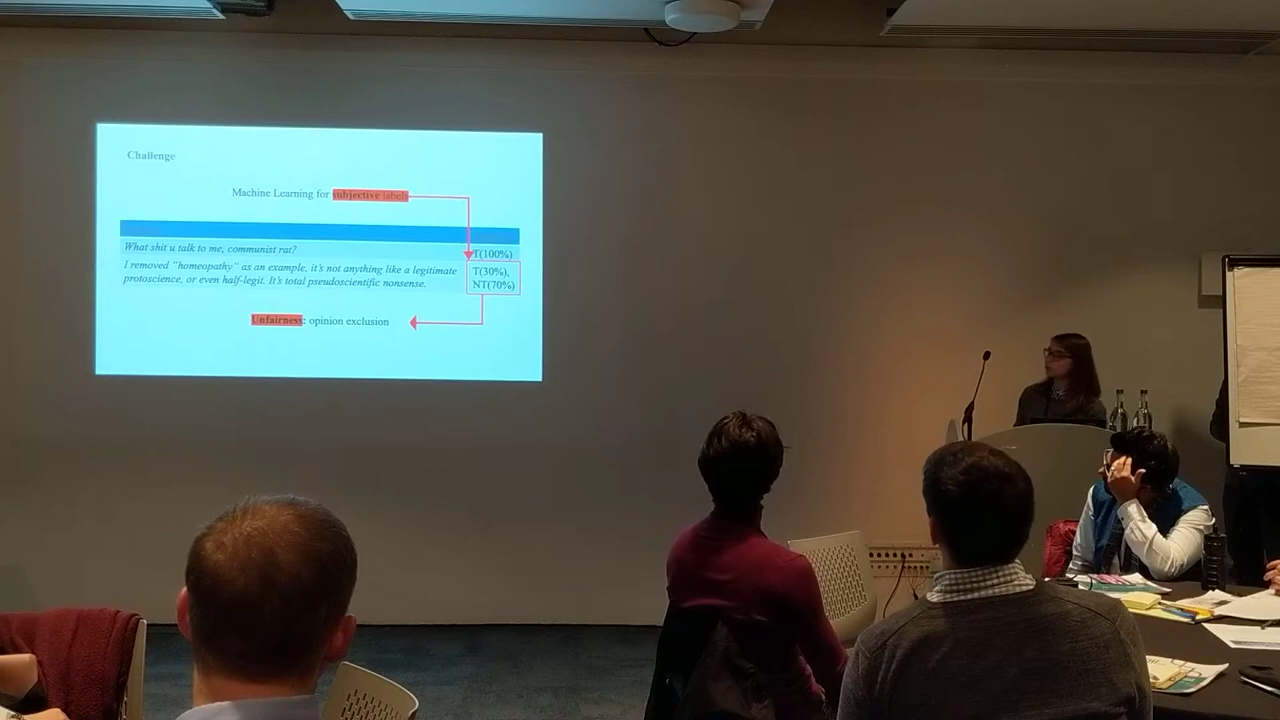 Challenge
Machine Learning for subjective labels
What shit u talk to me, communist rat?
T(100%)
I removed "homeopathy" as an example, it's not anything like a legitimate
protoscience, or even half-legit. It's total pseudoscientific nonsense.
T(30%),
NT(70%)
Unfairness: opinion exclusion